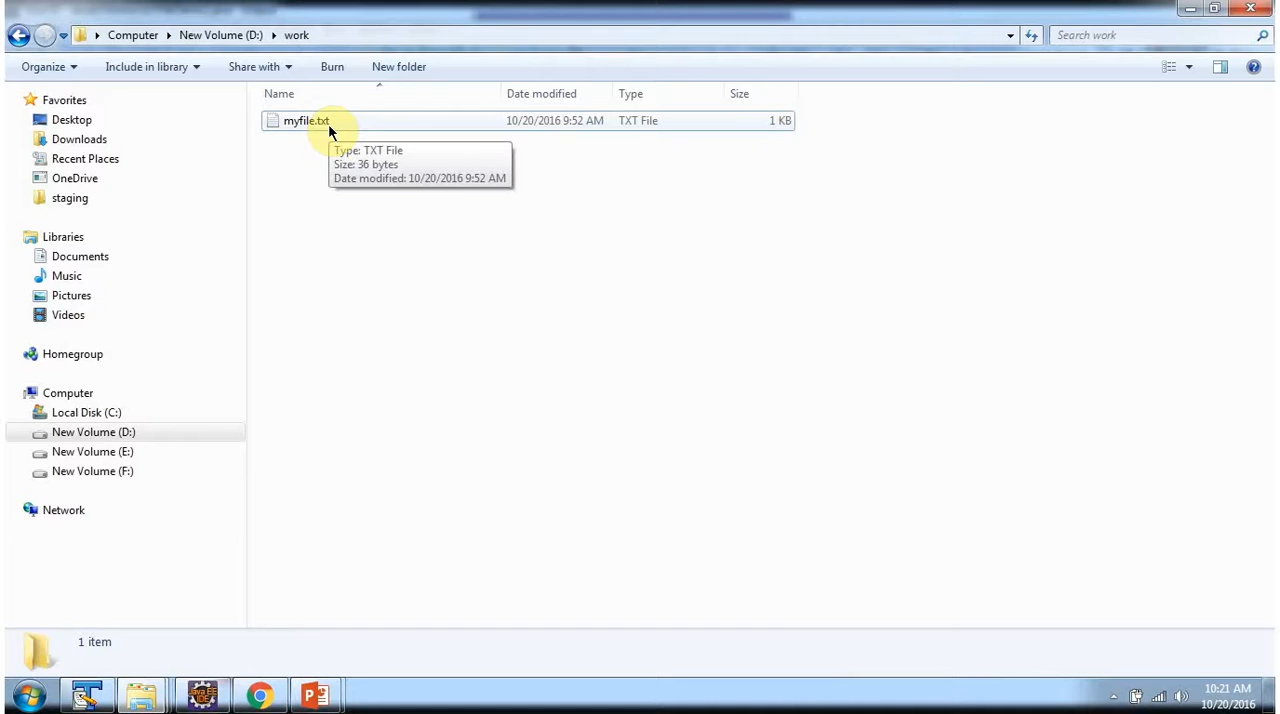 Computer New Volume (D:) work
Search work
Organize Include in library Share with Burn New folder
Name Date modified Type Size
myfile.txt 10/20/2016 9:52 AM TXT File 1 KB
Type: TXT File
Size: 36 bytes
Date modified: 10/20/2016 9:52 AM
Favorites
Desktop
Downloads
Recent Places
OneDrive
staging
Libraries
Documents
Music
Pictures
Videos
Homegroup
Computer
Local Disk (C:)
New Volume (D:)
New Volume (E:)
New Volume (F:)
Network
1 item
Java EE
IDE
10:21 AM
10/20/2016